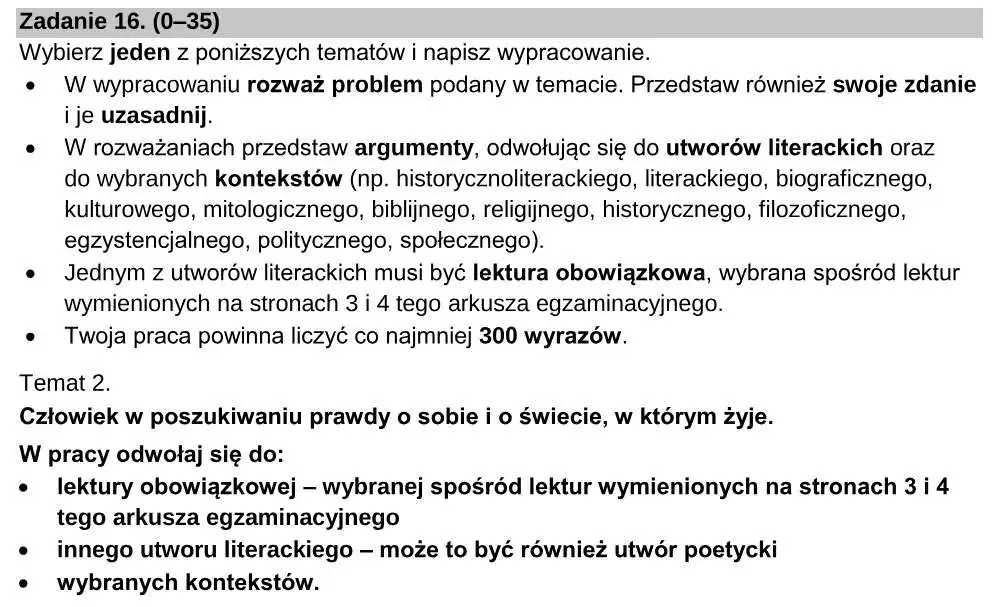 Zadanie 16. (0–35)
Wybierz jeden z poniższych tematów i napisz wypracowanie.
• W wypracowaniu rozważ problem podany w temacie. Przedstaw również swoje zdanie
i je uzasadnij.
• W rozważaniach przedstaw argumenty, odwołując się do utworów literackich oraz
do wybranych kontekstów (np. historycznoliterackiego, literackiego, biograficznego,
kulturowego, mitologicznego, biblijnego, religijnego, historycznego, filozoficznego,
egzystencjalnego, politycznego, społecznego).
• Jednym z utworów literackich musi być lektura obowiązkowa, wybrana spośród lektur
wymienionych na stronach 3 i 4 tego arkusza egzaminacyjnego.
• Twoja praca powinna liczyć co najmniej 300 wyrazów.
Temat 2.
Człowiek w poszukiwaniu prawdy o sobie i o świecie, w którym żyje.
W pracy odwołaj się do:
• lektury obowiązkowej – wybranej spośród lektur wymienionych na stronach 3 i 4
tego arkusza egzaminacyjnego
• innego utworu literackiego – może to być również utwór poetycki
• wybranych kontekstów.